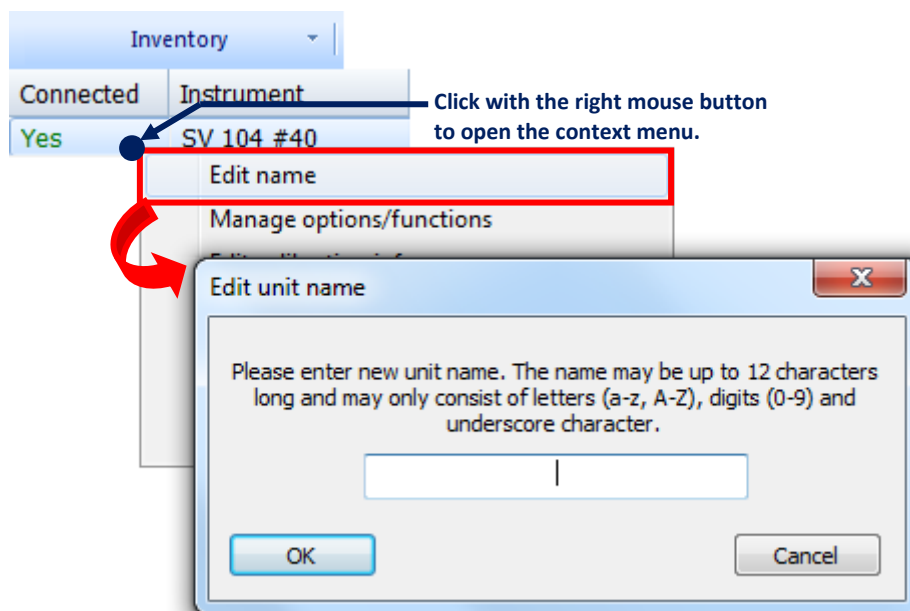 Inventory
Connected Instrument
Click with the right mouse button
to open the context menu.
Yes SV 104 #40
Edit name
Manage options/functions
Edit unit name
Please enter new unit name. The name may be up to 12 characters
long and may only consist of letters (a-z, A-Z), digits (0-9) and
underscore character.
OK Cancel